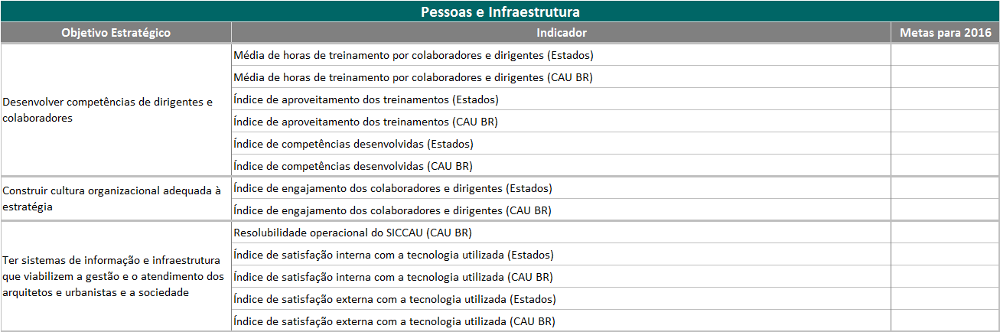 Pessoas e Infraestrutura
Objetivo Estratégico Indicador Metas para 2016
Desenvolver competências de dirigentes e
colaboradores
Média de horas de treinamento por colaboradores e dirigentes (Estados)
Média de horas de treinamento por colaboradores e dirigentes (CAU BR)
Índice de aproveitamento dos treinamentos (Estados)
Índice de aproveitamento dos treinamentos (CAU BR)
Índice de competências desenvolvidas (Estados)
Índice de competências desenvolvidas (CAU BR)
Construir cultura organizacional adequada à
estratégia
Índice de engajamento dos colaboradores e dirigentes (Estados)
Índice de engajamento dos colaboradores e dirigentes (CAU BR)
Ter sistemas de informação e infraestrutura
que viabilizem a gestão e o atendimento dos
arquitetos e urbanistas e a sociedade
Resolubilidade operacional do SICCAU (CAU BR)
Índice de satisfação interna com a tecnologia utilizada (Estados)
Índice de satisfação interna com a tecnologia utilizada (CAU BR)
Índice de satisfação externa com a tecnologia utilizada (Estados)
Índice de satisfação externa com a tecnologia utilizada (CAU BR)